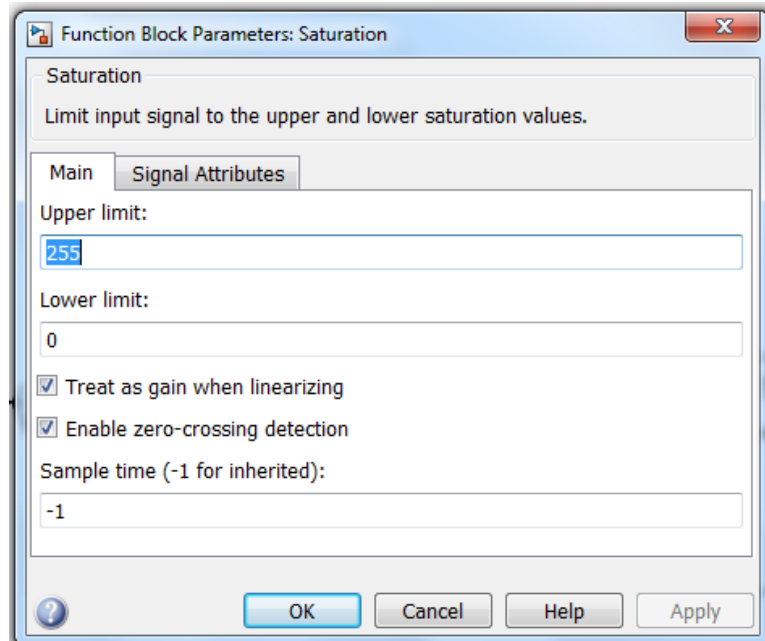 Function Block Parameters: Saturation
Saturation
Limit input signal to the upper and lower saturation values.
Main Signal Attributes
Upper limit:
255
Lower limit:
0
Treat as gain when linearizing
Enable zero-crossing detection
Sample time (-1 for inherited):
-1
? OK Cancel Help Apply